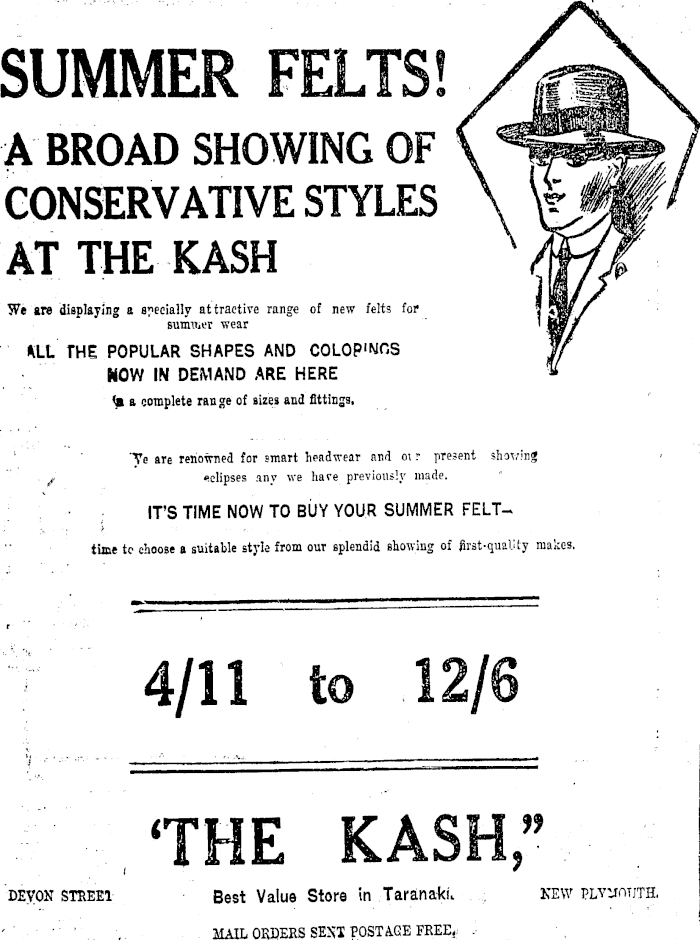 SUMMER FELTS!
A BROAD SHOWING OF
CONSERVATIVE STYLES
AT THE KASH
We are displaying a specially attractive range of new felts for
summer wear
ALL THE POPULAR SHAPES AND COLORINGS
NOW IN DEMAND ARE HERE
in a complete range of sizes and fittings.
We are renowned for smart headwear and our present showing
eclipses any we have previously made.
IT'S TIME NOW TO BUY YOUR SUMMER FELT—
time to choose a suitable style from our splendid showing of first-quality makes.
4/11 to 12/6
'THE KASH,"
DEVON STREET Best Value Store in Taranaki. NEW PLYMOUTH.
MAIL ORDERS SENT POSTAGE FREE.